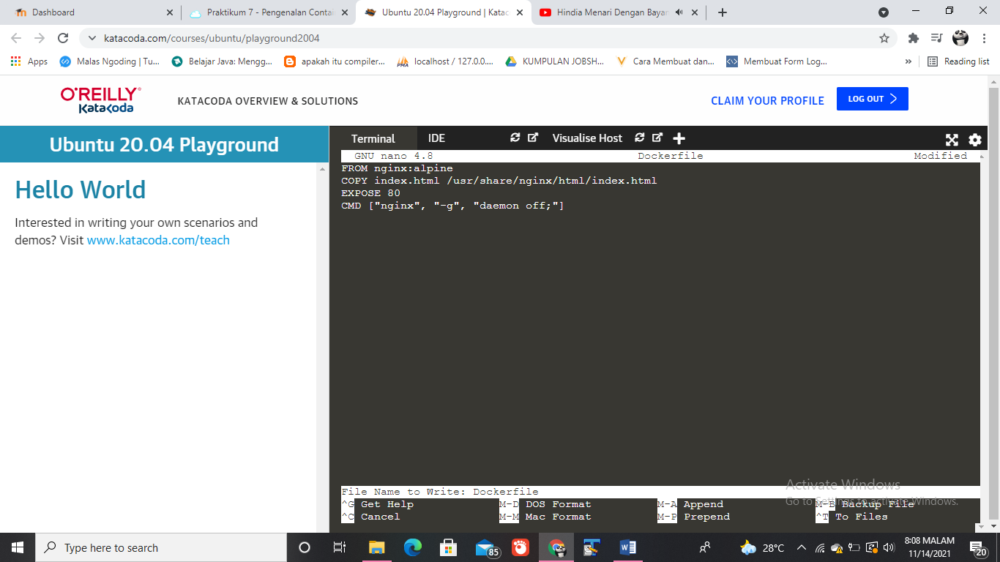 Dashboard
Praktikum 7 - Pengenalan Contai
Ubuntu 20.04 Playground | Katac
Hindia Menari Dengan Bayan
katacoda.com/courses/ubuntu/playground2004
Apps
Malas Ngoding | Tu...
Belajar Java: Mengg...
apakah itu compiler...
localhost / 127.0.0....
KUMPULAN JOBSH...
Cara Membuat dan...
Membuat Form Log...
»
Reading list
O'REILLY®
Katacoda
KATACODA OVERVIEW & SOLUTIONS
CLAIM YOUR PROFILE
LOG OUT
Ubuntu 20.04 Playground
Hello World
Interested in writing your own scenarios and
demos? Visit www.katacoda.com/teach
Terminal
IDE
Visualise Host
GNU nano 4.8 Dockerfile Modified
FROM nginx:alpine
COPY index.html /usr/share/nginx/html/index.html
EXPOSE 80
CMD ["nginx", "-g", "daemon off;"]
File Name to Write: Dockerfile
^G Get Help M-D DOS Format M-A Append M-B Backup File
^C Cancel M-M Mac Format M-P Prepend ^T To Files
Activate Windows
Go to Settings to activate Windows.
Type here to search
85
28°C
8:08 MALAM
11/14/2021
20